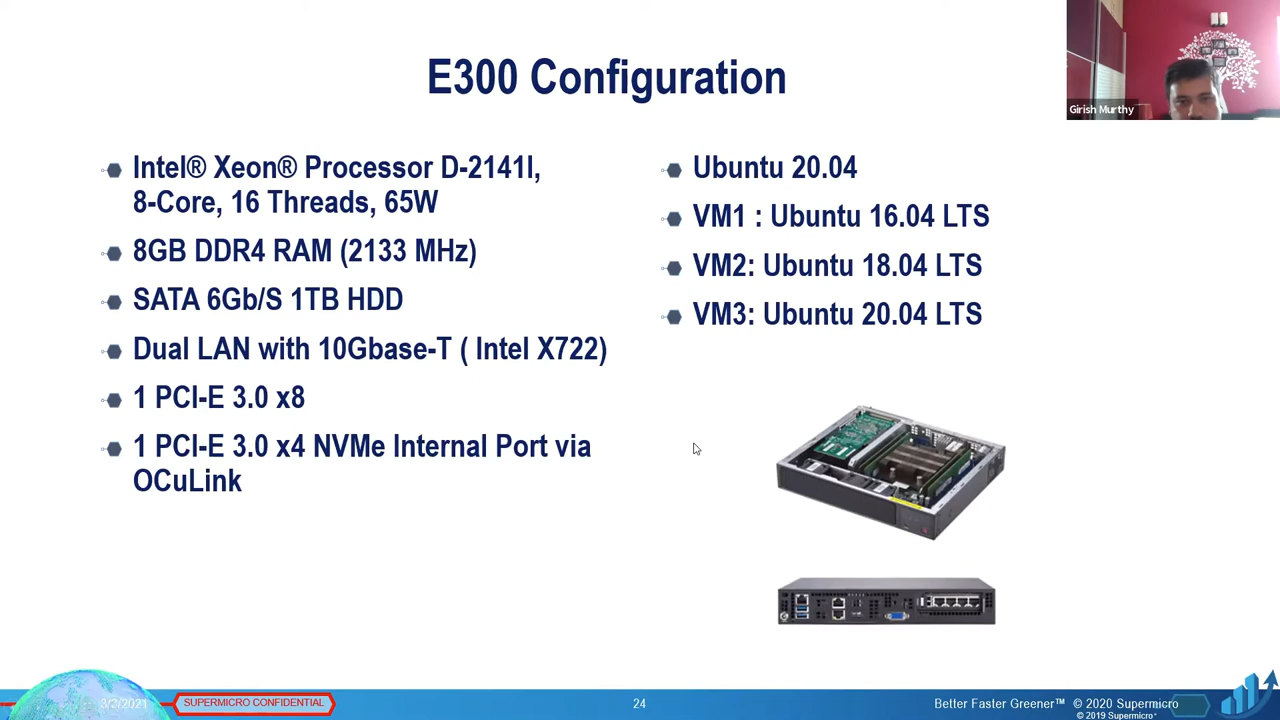 E300 Configuration
Girish Murthy
Intel® Xeon® Processor D-2141I,
8-Core, 16 Threads, 65W
8GB DDR4 RAM (2133 MHz)
SATA 6Gb/S 1TB HDD
Dual LAN with 10Gbase-T ( Intel X722)
1 PCI-E 3.0 x8
1 PCI-E 3.0 x4 NVMe Internal Port via
OCuLink
Ubuntu 20.04
VM1 : Ubuntu 16.04 LTS
VM2: Ubuntu 18.04 LTS
VM3: Ubuntu 20.04 LTS
3/2/2021
SUPERMICRO CONFIDENTIAL
24
Better Faster Greener™ © 2020 Supermicro
© 2019 Supermicro